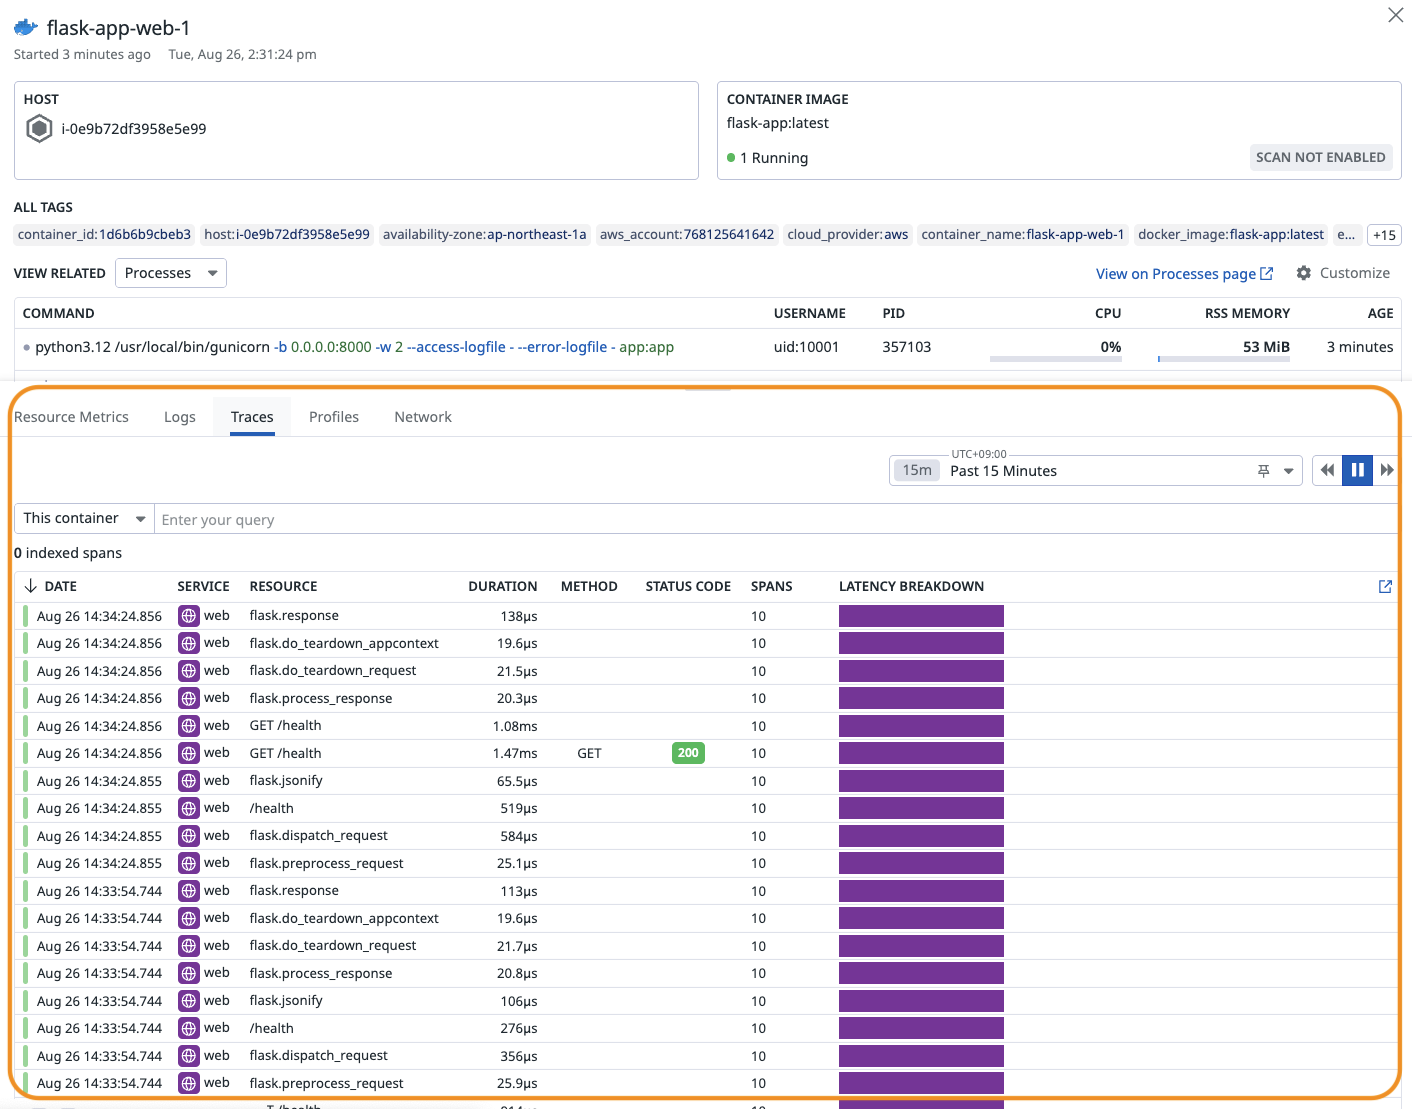 flask-app-web-1
Started 3 minutes ago Tue, Aug 26, 2:31:24 pm
HOST
i-0e9b72df3958e5e99
CONTAINER IMAGE
flask-app:latest
1 Running
SCAN NOT ENABLED
ALL TAGS
container_id:1d6b6b9cbeb3 host:i-0e9b72df3958e5e99 availability-zone:ap-northeast-1a aws_account:768125641642 cloud_provider:aws container_name:flask-app-web-1 docker_image:flask-app:latest e... +15
VIEW RELATED Processes View on Processes page Customize
COMMAND USERNAME PID CPU RSS MEMORY AGE
python3.12 /usr/local/bin/gunicorn -b 0.0.0.0:8000 -w 2 --access-logfile - --error-logfile - app:app uid:10001 357103 0% 53 MiB 3 minutes
Resource Metrics Logs Traces Profiles Network
UTC+09:00
15m Past 15 Minutes
This container Enter your query
0 indexed spans
DATE SERVICE RESOURCE DURATION METHOD STATUS CODE SPANS LATENCY BREAKDOWN
Aug 26 14:34:24.856 web flask.response 138µs 10
Aug 26 14:34:24.856 web flask.do_teardown_appcontext 19.6µs 10
Aug 26 14:34:24.856 web flask.do_teardown_request 21.5µs 10
Aug 26 14:34:24.856 web flask.process_response 20.3µs 10
Aug 26 14:34:24.856 web GET /health 1.08ms 10
Aug 26 14:34:24.856 web GET /health 1.47ms GET 200 10
Aug 26 14:34:24.855 web flask.jsonify 65.5µs 10
Aug 26 14:34:24.855 web /health 519µs 10
Aug 26 14:34:24.855 web flask.dispatch_request 584µs 10
Aug 26 14:34:24.855 web flask.preprocess_request 25.1µs 10
Aug 26 14:33:54.744 web flask.response 113µs 10
Aug 26 14:33:54.744 web flask.do_teardown_appcontext 19.6µs 10
Aug 26 14:33:54.744 web flask.do_teardown_request 21.7µs 10
Aug 26 14:33:54.744 web flask.process_response 20.8µs 10
Aug 26 14:33:54.744 web flask.jsonify 106µs 10
Aug 26 14:33:54.744 web /health 276µs 10
Aug 26 14:33:54.744 web flask.dispatch_request 356µs 10
Aug 26 14:33:54.744 web flask.preprocess_request 25.9µs 10